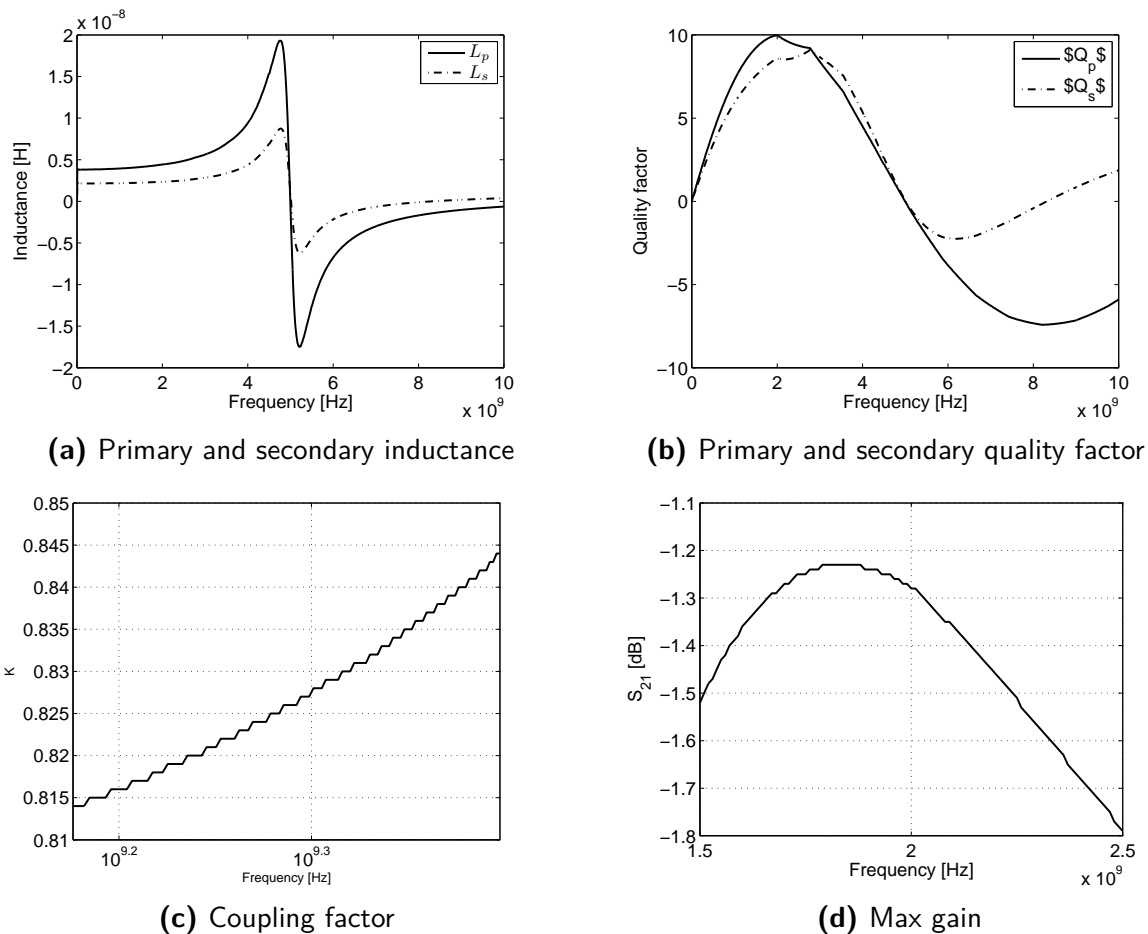 x 10^−8
2
1.5
1
0.5
0
−0.5
−1
−1.5
−2
Inductance [H]
L_p
L_s
0 2 4 6 8 10
Frequency [Hz]
x 10^9
(a) Primary and secondary inductance
10
5
0
−5
−10
Quality factor
$Q_p$
$Q_s$
0 2 4 6 8 10
Frequency [Hz]
x 10^9
(b) Primary and secondary quality factor
0.85
0.845
0.84
0.835
0.83
0.825
0.82
0.815
0.81
K
10^9.2 10^9.3
Frequency [Hz]
(c) Coupling factor
−1.1
−1.2
−1.3
−1.4
−1.5
−1.6
−1.7
−1.8
S_21 [dB]
1.5 2 2.5
Frequency [Hz]
x 10^9
(d) Max gain